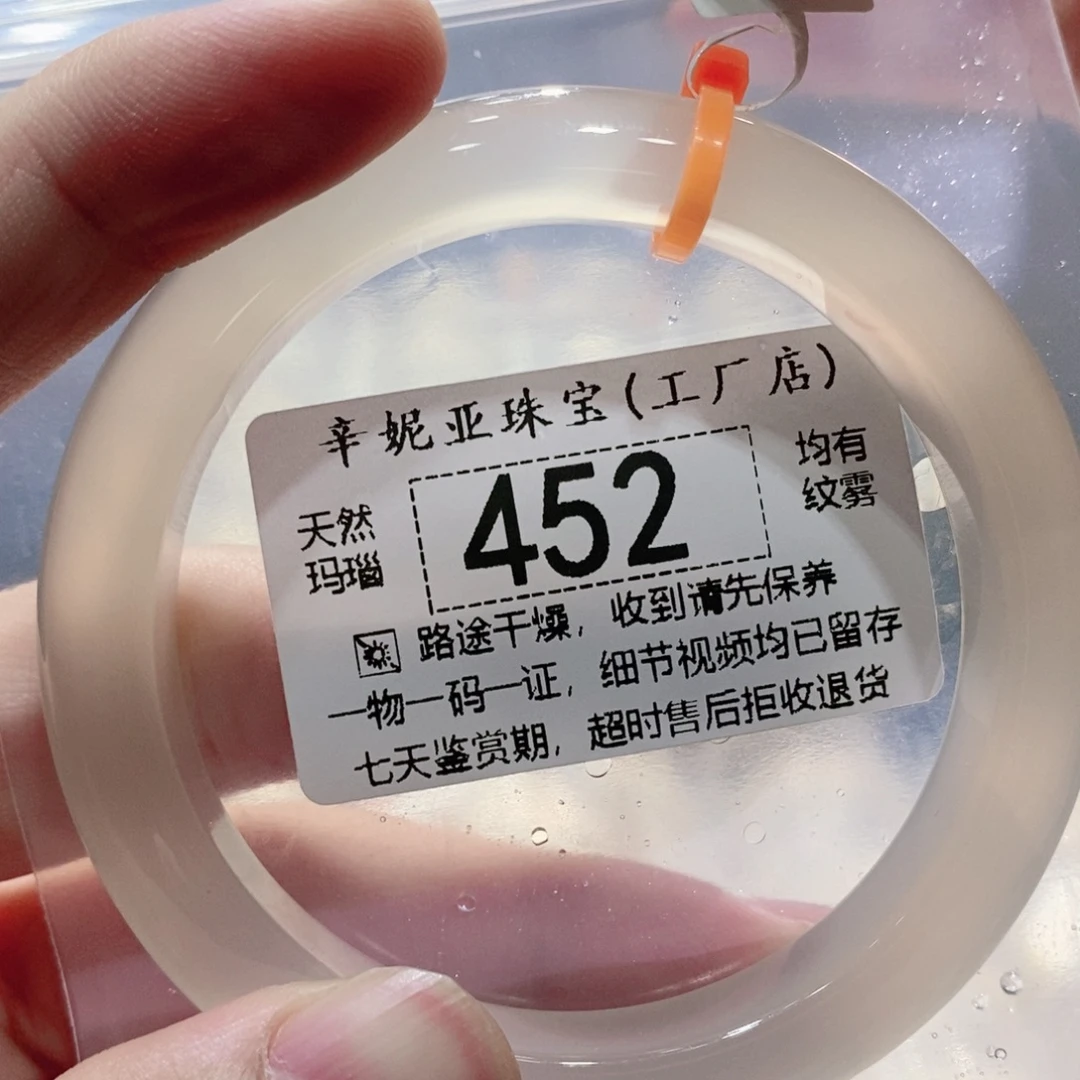 辛妮亚珠宝(工厂店)
天然
玛瑙
452
均有
纹雾
路途干燥，收到请先保养
一物一码一证，细节视频均已留存
七天鉴赏期，超时售后拒收退货